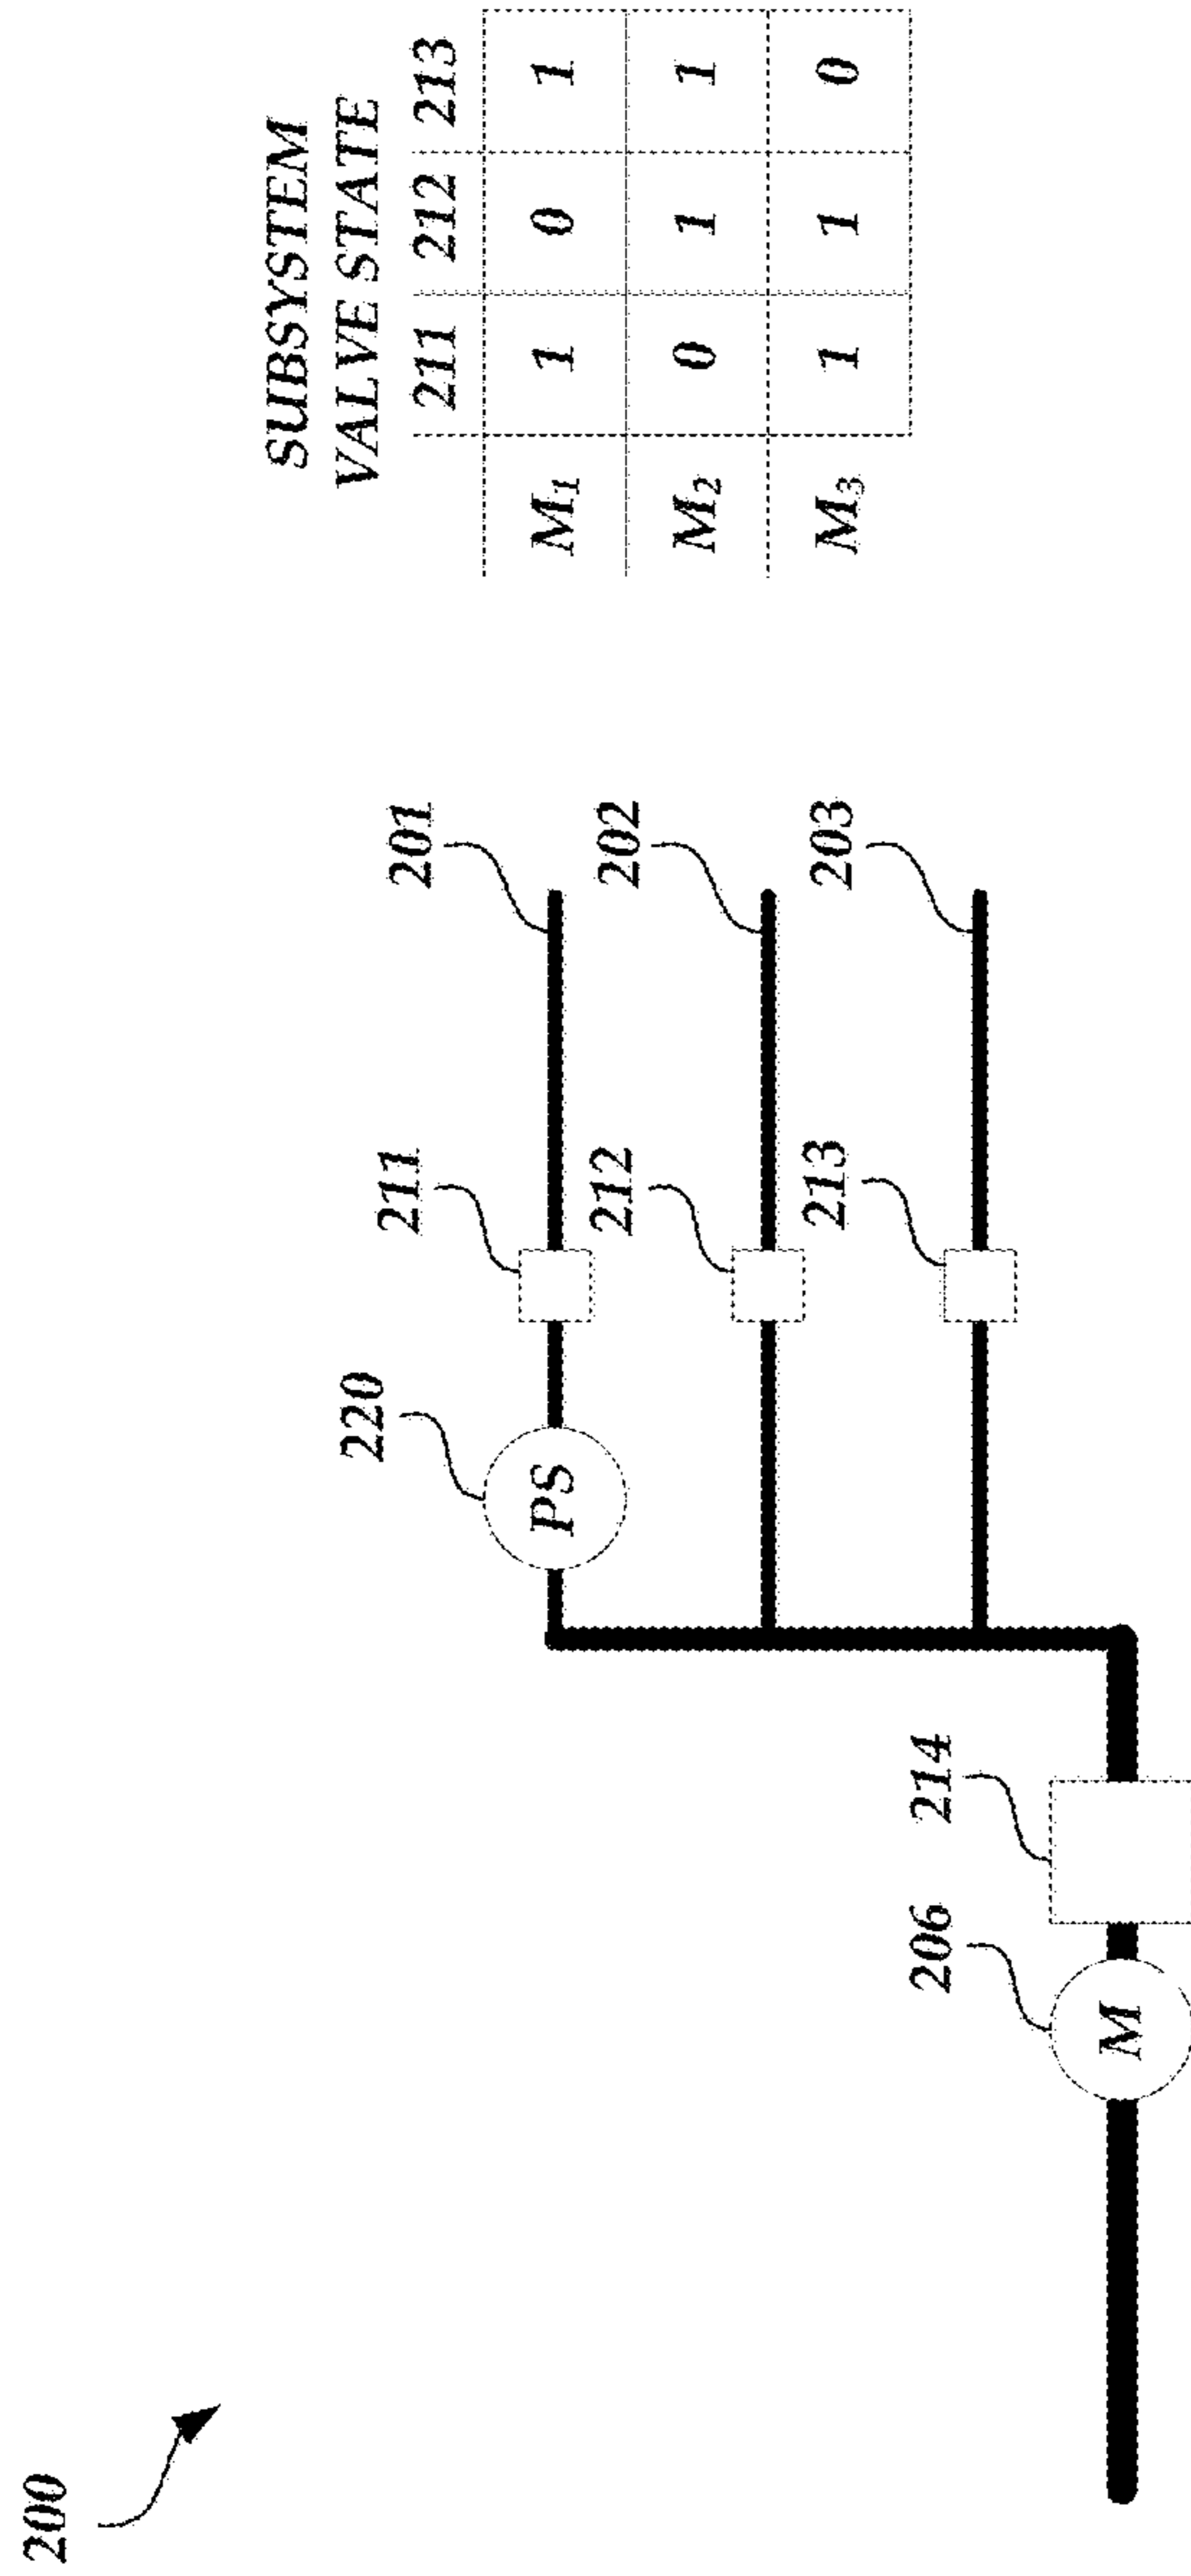 200
SUBSYSTEM
VALVE STATE
211 212 213
M₁ 1 0 1
M₂ 0 1 1
M₃ 1 1 0
220
PS
211
201
212
202
213
203
206
M
214